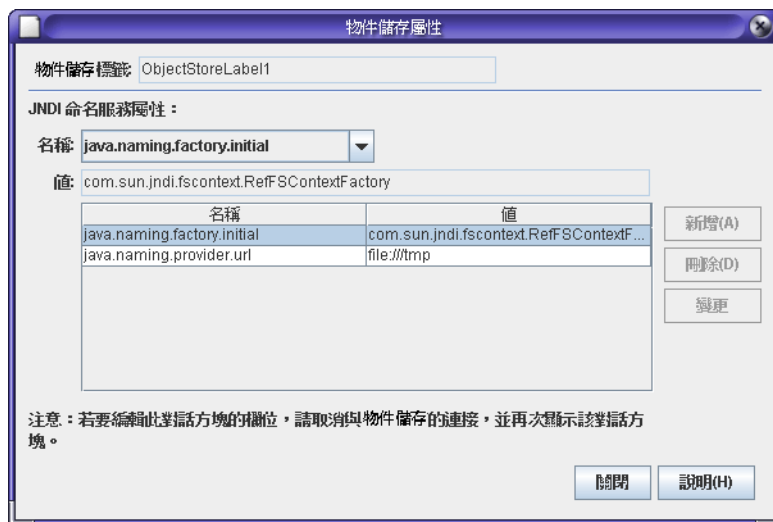 物件儲存屬性
物件儲存標籤: ObjectStoreLabel1
JNDI 命名服務屬性：
名稱: java.naming.factory.initial
值: com.sun.jndi.fscontext.RefFSContextFactory
名稱 值
java.naming.factory.initial com.sun.jndi.fscontext.RefFSContextF...
java.naming.provider.url file:///tmp
新增(A)
刪除(D)
變更
注意：若要編輯此對話方塊的欄位，請取消與物件儲存的連接，並再次顯示該對話方
塊。
關閉 說明(H)